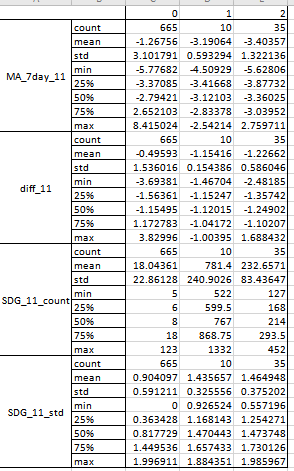 0 1 2
count 665 10 35
mean -1.26756 -3.19064 -3.40357
std 3.101791 0.593294 1.322136
min -5.77682 -4.50929 -5.62806
MA_7day_11 25% -3.37085 -3.41668 -3.87732
50% -2.79421 -3.12103 -3.36025
75% 2.652103 -2.83378 -3.03952
max 8.415024 -2.54214 2.759711
count 665 10 35
mean -0.49593 -1.15416 -1.22662
std 1.536016 0.154386 0.586046
min -3.69381 -1.46704 -2.48185
diff_11 25% -1.56361 -1.15247 -1.35742
50% -1.15495 -1.12015 -1.24902
75% 1.172783 -1.04172 -1.10207
max 3.82996 -1.00395 1.688432
count 665 10 35
mean 18.04361 781.4 232.6571
std 22.86128 240.9026 83.43647
min 5 522 127
SDG_11_count 25% 6 599.5 168
50% 8 767 214
75% 18 868.75 293.5
max 123 1332 452
count 665 10 35
mean 0.904097 1.435657 1.464948
std 0.591211 0.325556 0.375202
min 0 0.926524 0.557196
SDG_11_std 25% 0.363428 1.168143 1.254271
50% 0.817729 1.470443 1.473748
75% 1.449536 1.657433 1.730126
max 1.996911 1.884351 1.985967